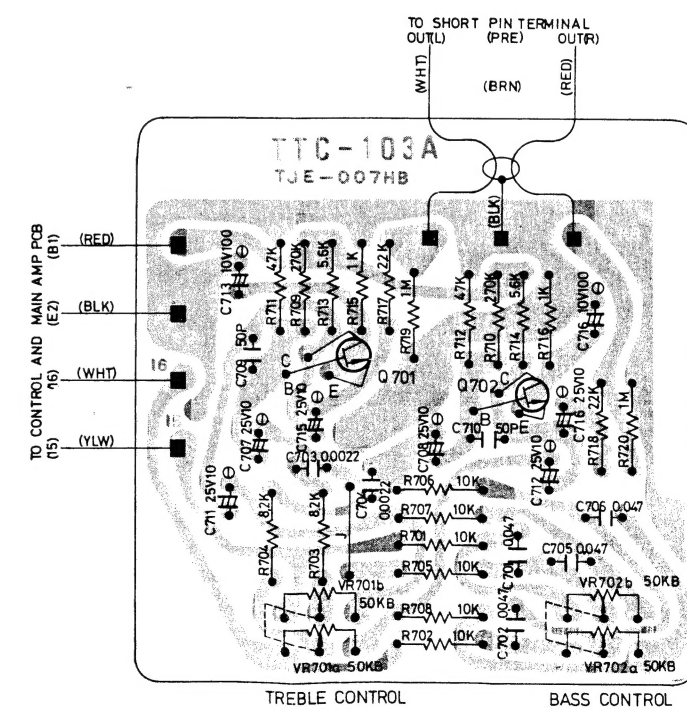 TO SHORT PIN TERMINAL
OUT(L) (PRE) OUT(R)
(WHT)
(BRN)
(RED)
TTC-103A
TJE-007HB
(BLK)
TO CONTROL AND MAIN AMP PCB
(B1) (RED)
(E2) (BLK)
(16) (WHT)
(15) (YLW)
16
C713 10V100
R711 47K
R709 270K
R713 5.6K
R715 1K
R717 22K
R719 1M
R712 47K
R710 270K
R714 5.6K
R716 1K
C716 10V100
C709 50P
C
B
E
Q701
Q702
C
B
E
C707 25V10
C715 25V10
C711 25V10
C703 0.0022
C704 0.0022
C708 25V10
C710 50P
C712 25V10
C716 25V10
R718 22K
R720 1M
R704 82K
R703 82K
J
R706 10K
R707 10K
R701 10K
R705 10K
R708 10K
R702 10K
C701 0.047
C702 0.047
C706 0.047
C705 0.047
VR701b
50KB
VR701a 50KB
VR702b 50KB
VR702a 50KB
TREBLE CONTROL
BASS CONTROL